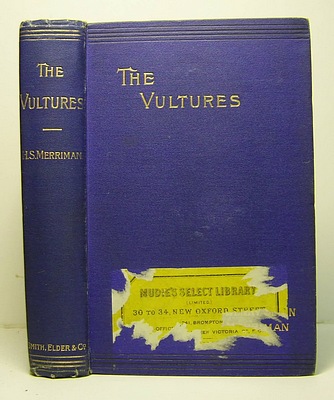 THE
VULTURES
H.S. MERRIMAN.
SMITH, ELDER & Co.
THE
VULTURES
MUDIE'S SELECT LIBRARY
(LIMITED)
30 TO 34, NEW OXFORD STREET
BROMPTON
VICTORIA